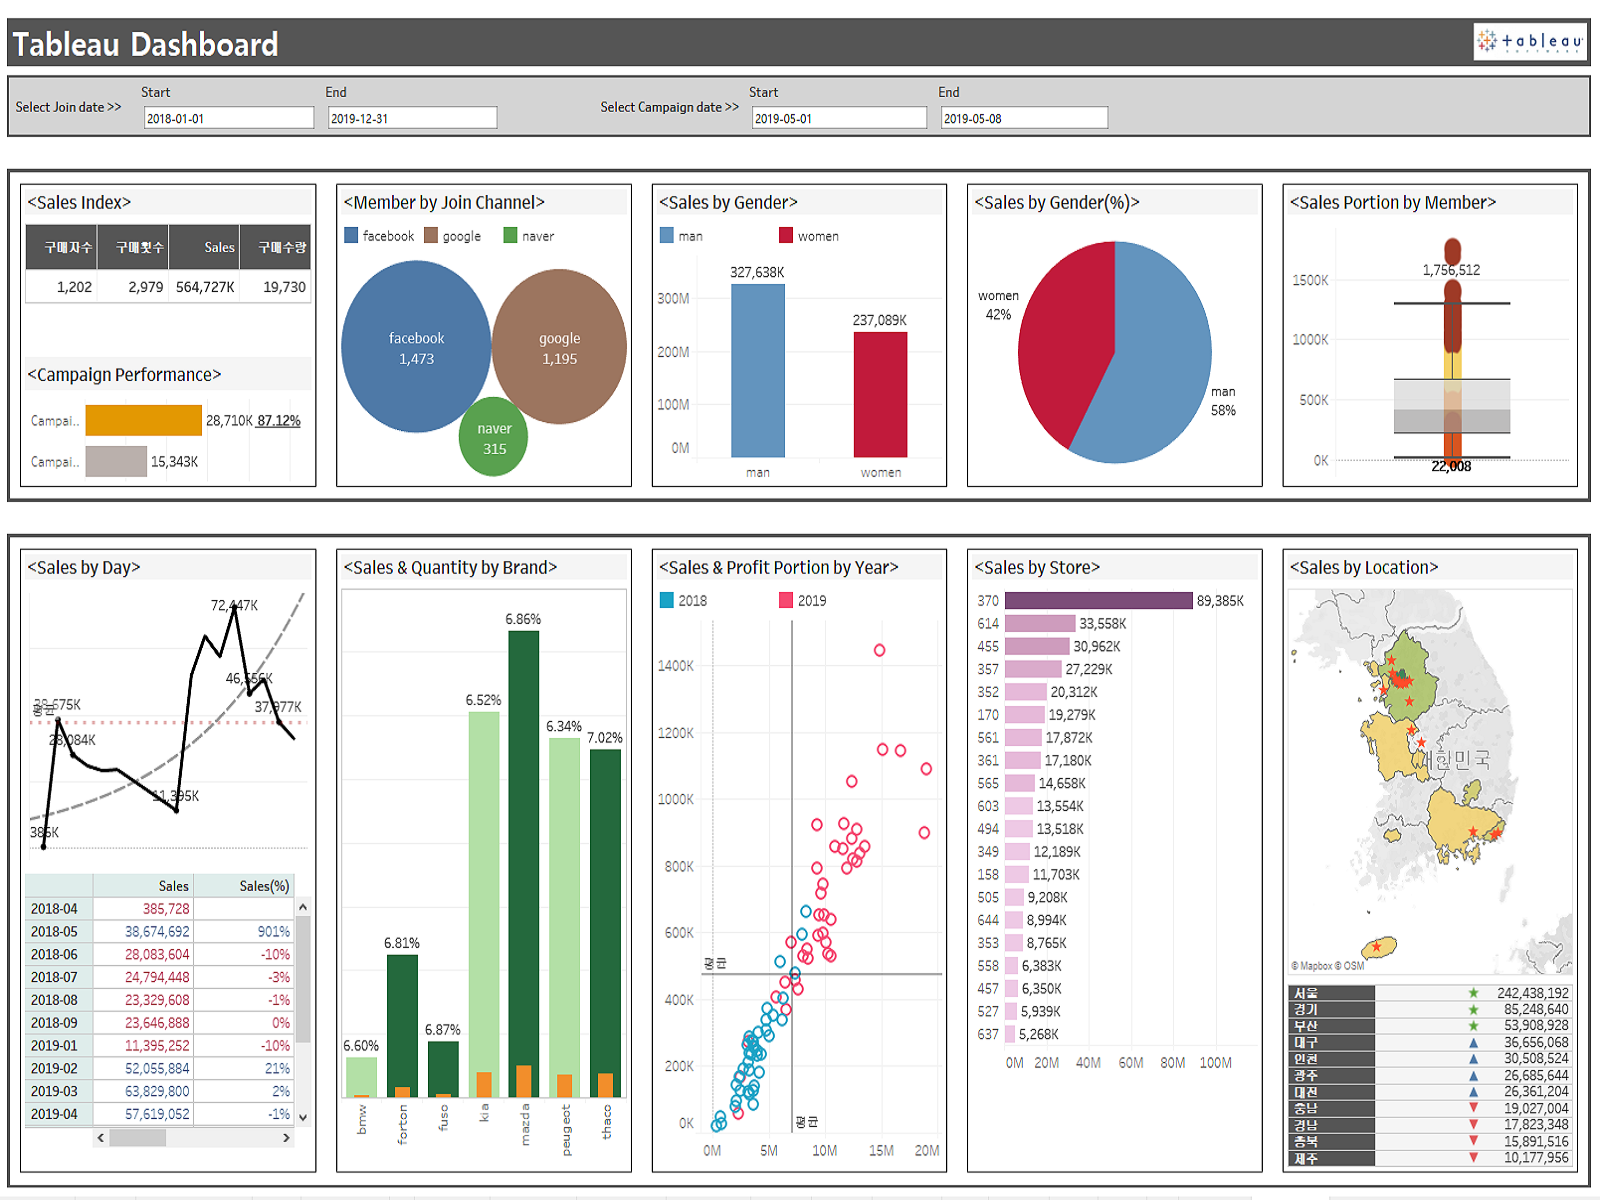 Tableau Dashboard
tableau
SOFTWARE
Select Join date >>
Start
2018-01-01
End
2019-12-31
Select Campaign date >>
Start
2019-05-01
End
2019-05-08
<Sales Index>
구매자수 구매횟수 Sales 구매수량
1,202 2,979 564,727K 19,730
<Campaign Performance>
Campai.. 28,710K 87.12%
Campai.. 15,343K
<Member by Join Channel>
facebook google naver
facebook
1,473
google
1,195
naver
315
<Sales by Gender>
man women
327,638K
237,089K
300M
200M
100M
0M
man women
<Sales by Gender(%)>
women
42%
man
58%
<Sales Portion by Member>
1,756,512
1500K
1000K
500K
0K
22,008
<Sales by Day>
72,447K
46,556K
37,977K
평균
28,084K
11,395K
386K
Sales Sales(%)
2018-04 385,728
2018-05 38,674,692 901%
2018-06 28,083,604 -10%
2018-07 24,794,448 -3%
2018-08 23,329,608 -1%
2018-09 23,646,888 0%
2019-01 11,395,252 -10%
2019-02 52,055,884 21%
2019-03 63,829,800 2%
2019-04 57,619,052 -1%
<Sales & Quantity by Brand>
6.86%
6.52%
6.34%
7.02%
6.81%
6.87%
6.60%
bmw forton fuso kia mazda peugeot thaco
<Sales & Profit Portion by Year>
2018 2019
1400K
1200K
1000K
800K
600K
평균
400K
200K
0K
평균
0M 5M 10M 15M 20M
<Sales by Store>
370 89,385K
614 33,558K
455 30,962K
357 27,229K
352 20,312K
170 19,279K
561 17,872K
361 17,180K
565 14,658K
603 13,554K
494 13,518K
349 12,189K
158 11,703K
505 9,208K
644 8,994K
353 8,765K
558 6,383K
457 6,350K
527 5,939K
637 5,268K
0M 20M 40M 60M 80M 100M
<Sales by Location>
대한민국
© Mapbox © OSM
서울 242,438,192
경기 85,248,640
부산 53,908,928
대구 36,656,068
인천 30,508,524
광주 26,685,644
대전 26,361,204
충남 19,027,004
경남 17,823,348
충북 15,891,516
제주 10,177,956